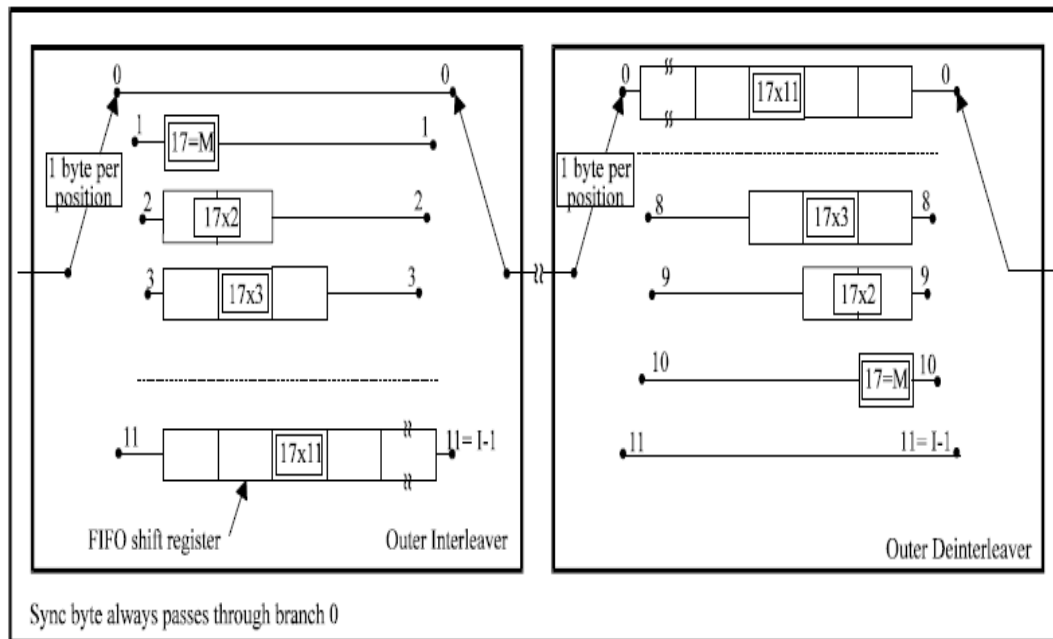 0
0
1
17=M
1
1 byte per
position
2
17x2
2
3
17x3
3
11
17x11
11= I-1
FIFO shift register
Outer Interleaver
0
17x11
0
1 byte per
position
8
17x3
8
9
17x2
9
10
17=M
10
11
11= I-1
Outer Deinterleaver
Sync byte always passes through branch 0